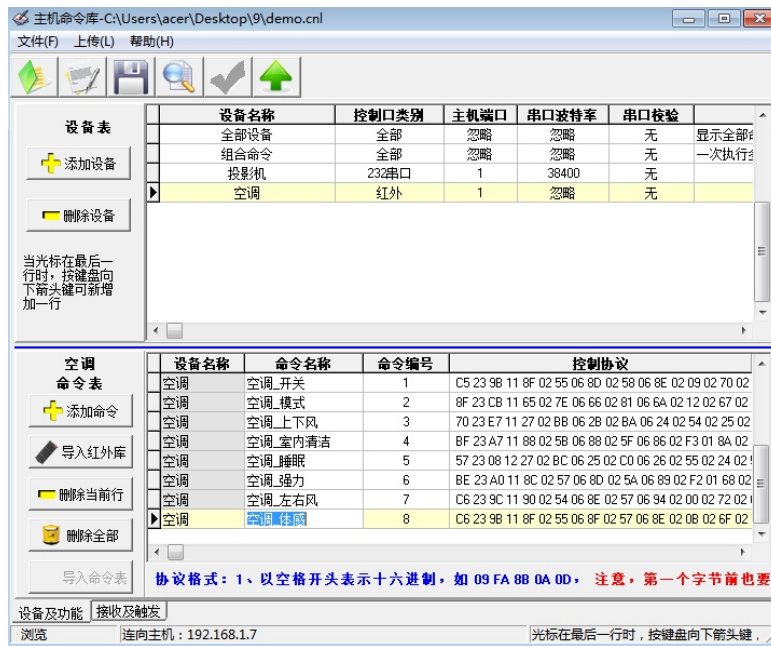 主机命令库-C:\Users\acer\Desktop\9\demo.cnl
文件(F) 上传(L) 帮助(H)
设备表
添加设备
删除设备
当光标在最后一
行时，按键盘向
下箭头键可新增
加一行
设备名称 控制口类别 主机端口 串口波特率 串口校验
全部设备 全部 忽略 忽略 无 显示全部
组合命令 全部 忽略 忽略 无 一次执行
投影机 232串口 1 38400 无
空调 红外 1 忽略 无
空调
命令表
添加命令
导入红外库
删除当前行
删除全部
导入命令表
设备名称 命令名称 命令编号 控制协议
空调 空调_开关 1 C5 23 9B 11 8F 02 55 06 8D 02 58 06 8E 02 09 02 70 02
空调 空调_模式 2 8F 23 CB 11 65 02 7E 06 66 02 81 06 6A 02 12 02 67 02
空调 空调_上下风 3 70 23 E7 11 27 02 BB 06 2B 02 BA 06 24 02 54 02 25 02
空调 空调_室内清洁 4 BF 23 A7 11 88 02 5B 06 88 02 5F 06 86 02 F3 01 8A 02
空调 空调_睡眠 5 57 23 08 12 27 02 BC 06 25 02 C0 06 26 02 55 02 24 02
空调 空调_强力 6 BE 23 A0 11 8C 02 57 06 8D 02 5A 06 89 02 F2 01 68 02
空调 空调_左右风 7 C6 23 9C 11 90 02 54 06 8E 02 57 06 94 02 00 02 72 02
空调 空调_体感 8 C6 23 9B 11 8F 02 55 06 8F 02 57 06 8E 02 0B 02 6F 02
协议格式：1、以空格开头表示十六进制，如 09 FA 8B 0A 0D， 注意，第一个字节前也要
设备及功能 接收及触发
浏览 连向主机：192.168.1.7 光标在最后一行时，按键盘向下箭头键，